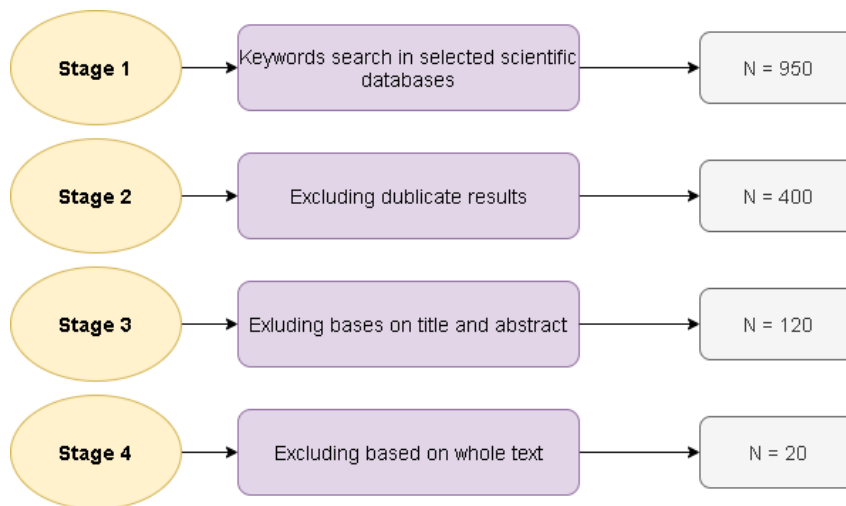 Stage 1
Keywords search in selected scientific
databases
N = 950
Stage 2
Excluding dublicate results
N = 400
Stage 3
Exluding bases on title and abstract
N = 120
Stage 4
Excluding based on whole text
N = 20